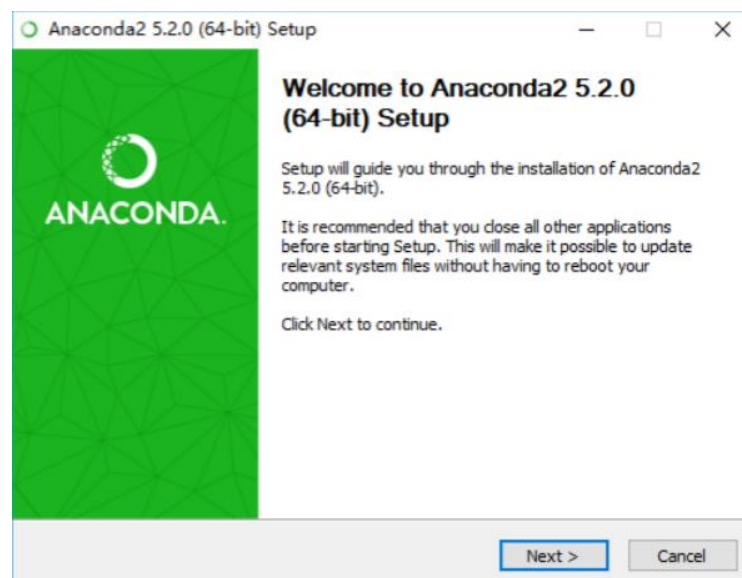 Anaconda2 5.2.0 (64-bit) Setup
ANACONDA.
Welcome to Anaconda2 5.2.0
(64-bit) Setup
Setup will guide you through the installation of Anaconda2
5.2.0 (64-bit).
It is recommended that you close all other applications
before starting Setup. This will make it possible to update
relevant system files without having to reboot your
computer.
Click Next to continue.
Next >
Cancel